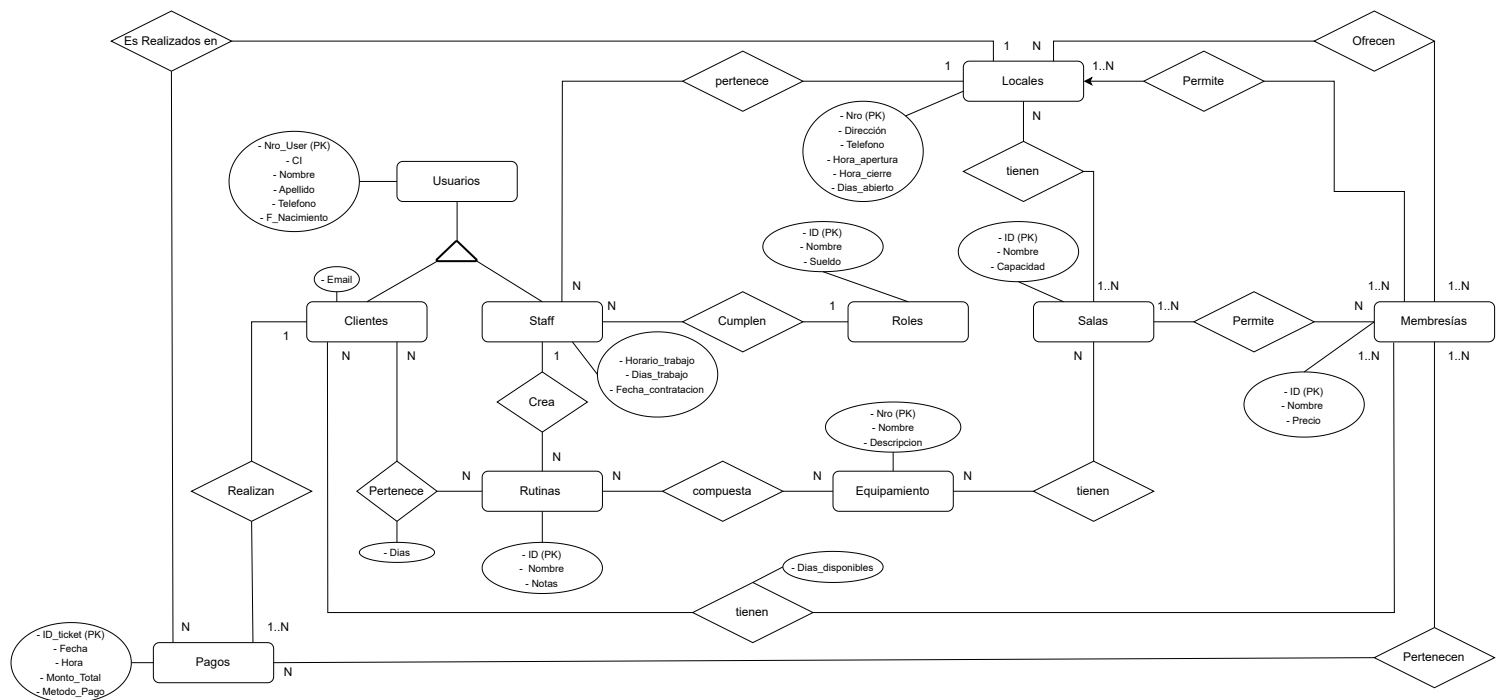 Es Realizados en
1
N
Ofrecen
pertenece
1
Locales
1..N
Permite
N
- Nro (PK)
- Dirección
- Telefono
- Hora_apertura
- Hora_cierre
- Dias_abierto
tienen
- Nro_User (PK)
- CI
- Nombre
- Apellido
- Telefono
- F_Nacimiento
Usuarios
- ID (PK)
- Nombre
- Sueldo
- ID (PK)
- Nombre
- Capacidad
- Email
N
N
1..N
1..N
1..N
Clientes
Staff
Cumplen
1
Roles
Salas
1..N
Permite
N
Membresías
1
N
N
1
N
1..N
1..N
- Horario_trabajo
- Dias_trabajo
- Fecha_contratacion
Crea
- ID (PK)
- Nombre
- Precio
- Nro (PK)
- Nombre
- Descripcion
N
Realizan
Pertenece
N
Rutinas
N
compuesta
N
Equipamiento
N
tienen
- Dias
- ID (PK)
- Nombre
- Notas
- Dias_disponibles
tienen
N
1..N
- ID_ticket (PK)
- Fecha
- Hora
- Monto_Total
- Metodo_Pago
Pagos
N
Pertenecen